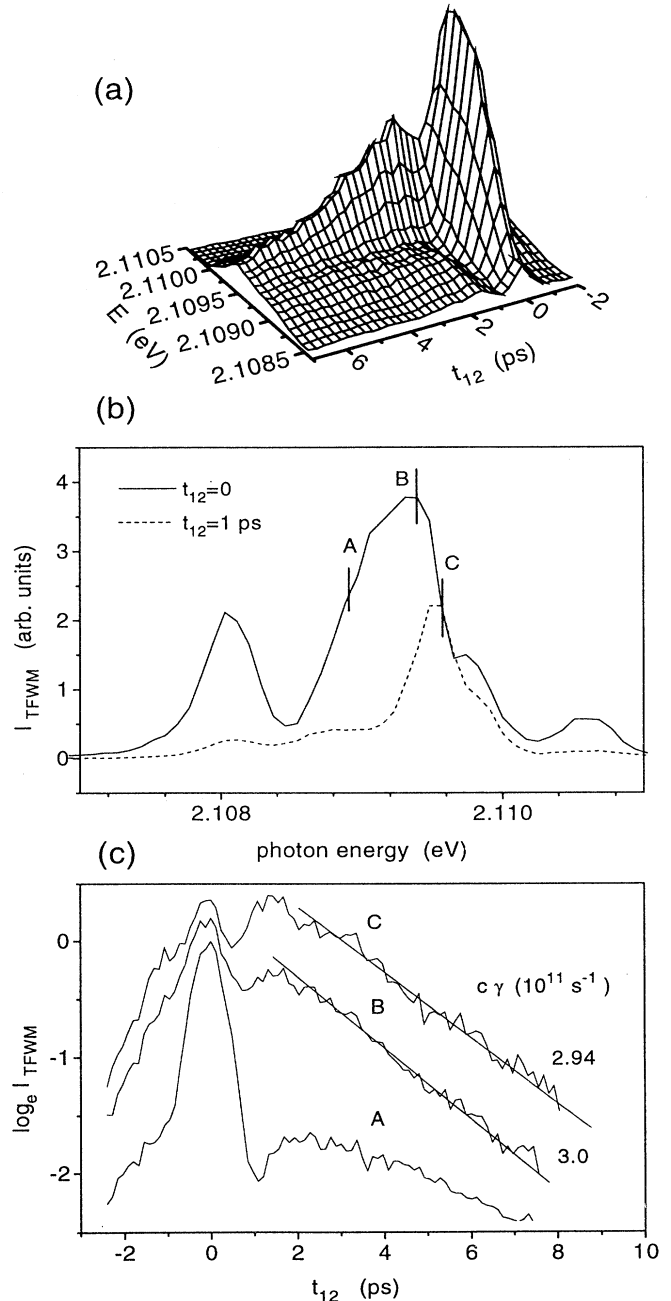 (a)
2.1105
2.1100
2.1095
2.1090
2.1085
E (eV)
6
4
2
0
-2
t12 (ps)
(b)
4
3
2
1
0
ITFWM (arb. units)
t12=0
t12=1 ps
A
B
C
2.108
2.110
photon energy (eV)
(c)
0
-1
-2
loge ITFWM
C
B
A
c γ (10^11 s^-1)
2.94
3.0
-2
0
2
4
6
8
10
t12 (ps)